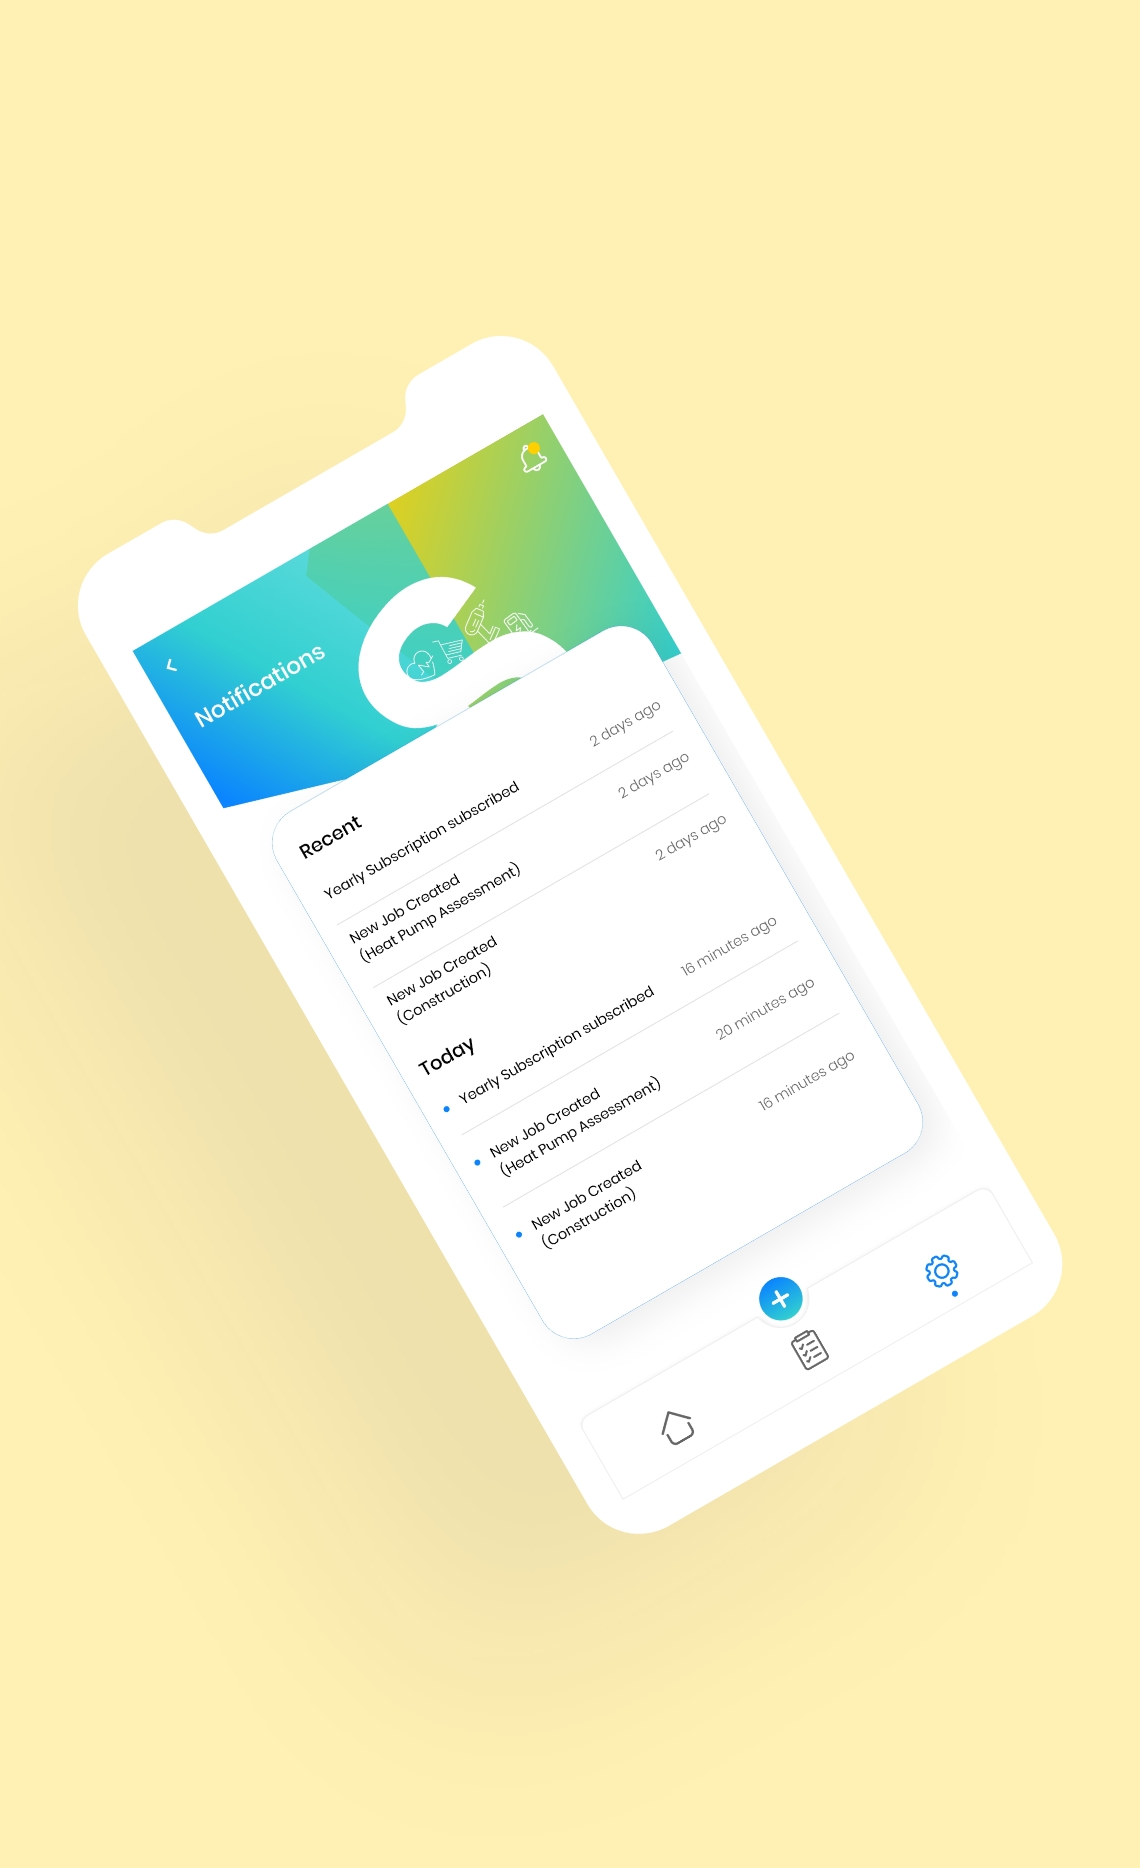 Notifications
Recent
Yearly Subscription subscribed 2 days ago
New Job Created 2 days ago
(Heat Pump Assessment)
New Job Created 2 days ago
(Construction)
Today
Yearly Subscription subscribed 16 minutes ago
New Job Created 20 minutes ago
(Heat Pump Assessment)
New Job Created 16 minutes ago
(Construction)